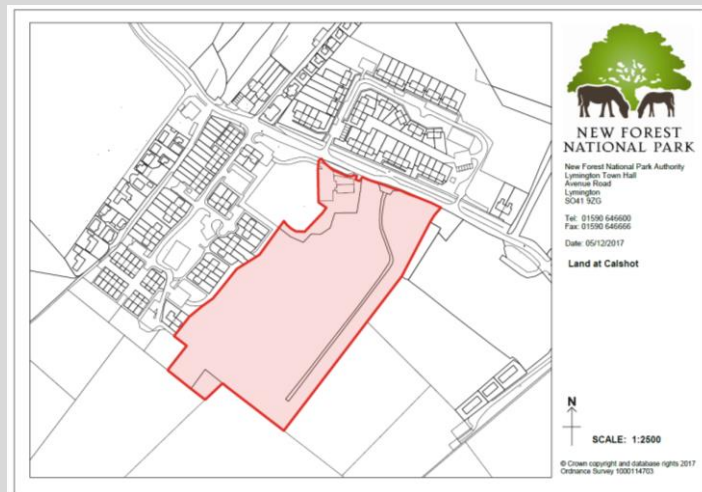 NEW FOREST
NATIONAL PARK
New Forest National Park Authority
Lymington Town Hall
Avenue Road
Lymington
SO41 9ZG
Tel: 01590 646600
Fax: 01590 646666
Date: 05/12/2017
Land at Calshot
N
SCALE: 1:2500
© Crown copyright and database rights 2017
Ordnance Survey 1000114703